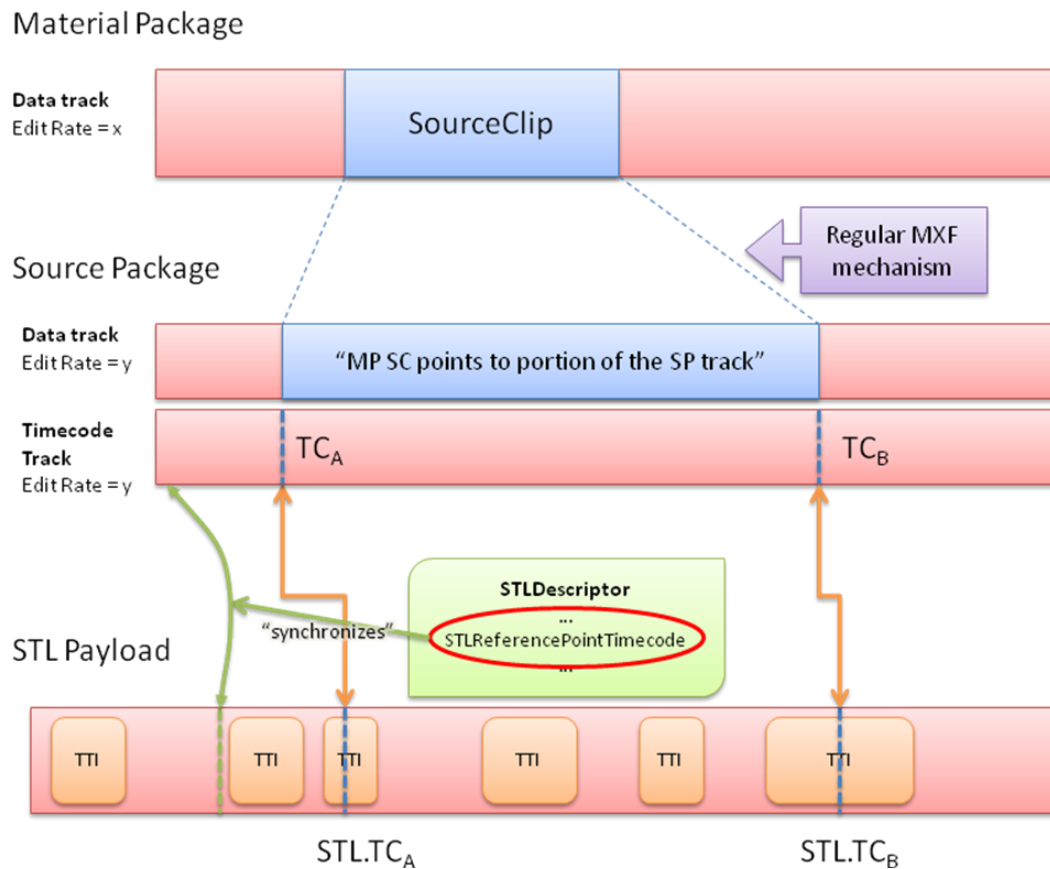 Material Package
Data track
Edit Rate = x
SourceClip
Regular MXF
mechanism
Source Package
Data track
Edit Rate = y
“MP SC points to portion of the SP track”
Timecode
Track
Edit Rate = y
TCA
TCB
STLDescriptor
...
STLReferencePointTimecode
...
“synchronizes”
STL Payload
TTI
TTI
TTI
TTI
TTI
TTI
STL.TCA
STL.TCB